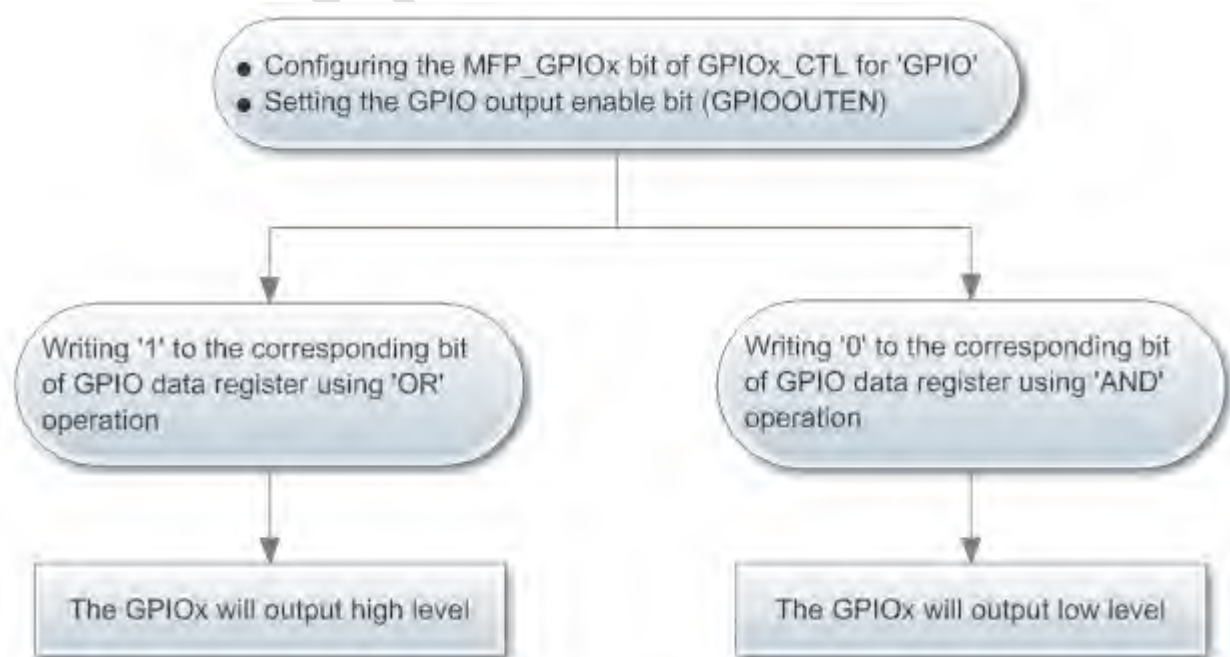 ● Configuring the MFP_GPIOx bit of GPIOx_CTL for 'GPIO'
● Setting the GPIO output enable bit (GPIOOUTEN)
Writing '1' to the corresponding bit
of GPIO data register using 'OR'
operation
Writing '0' to the corresponding bit
of GPIO data register using 'AND'
operation
The GPIOx will output high level
The GPIOx will output low level